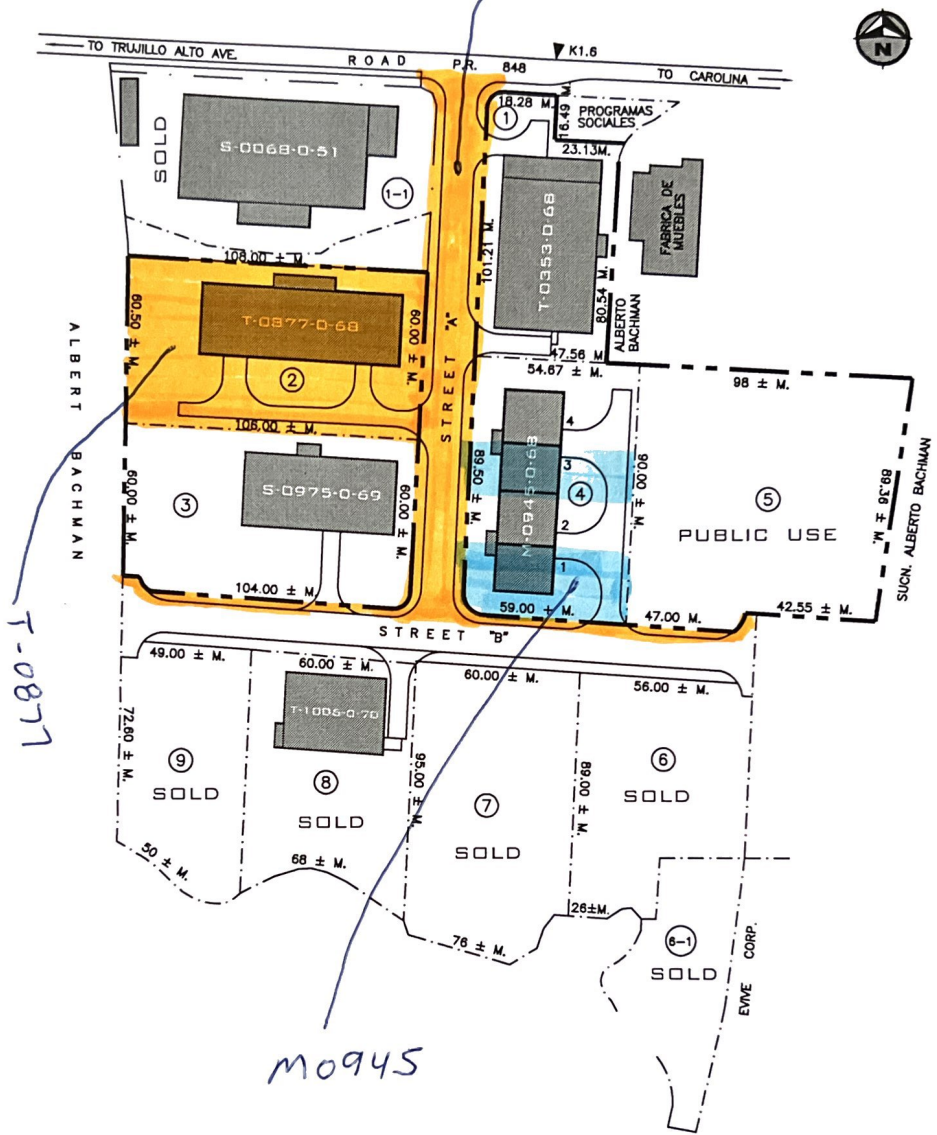 TO TRUJILLO ALTO AVE.
ROAD P.R. 848
K1.6
TO CAROLINA
N
SOLD
S-0068-0-51
1-1
1
18.28 M.
16.49 M.
PROGRAMAS
SOCIALES
23.13M.
T-0353-0-68
FABRICA DE
MUEBLES
101.21 M.
80.54 M.
ALBERTO
BACHMAN
108.00 ± M.
60.50 ± M.
T-0877-0-68
60.00 ± M.
2
106.00 ± M.
STREET "A"
47.56 M
54.67 ± M.
98 ± M.
ALBERT BACHMAN
60.00 ± M.
3
S-0975-0-69
60.00 ± M.
104.00 ± M.
89.50 ± M.
M-0945-0-68
4
3
2
1
4
90.00 ± M.
59.00 ± M.
5
PUBLIC USE
89.36 ± M.
SUCN. ALBERTO BACHMAN
47.00 M.
42.55 ± M.
STREET "B"
T-0877
49.00 ± M.
60.00 ± M.
60.00 ± M.
56.00 ± M.
T-1005-0-70
72.60 ± M.
9
SOLD
8
SOLD
95.00 ± M.
7
SOLD
89.00 ± M.
6
SOLD
50 ± M.
68 ± M.
76 ± M.
26±M.
6-1
SOLD
EVIVE CORP.
M0945